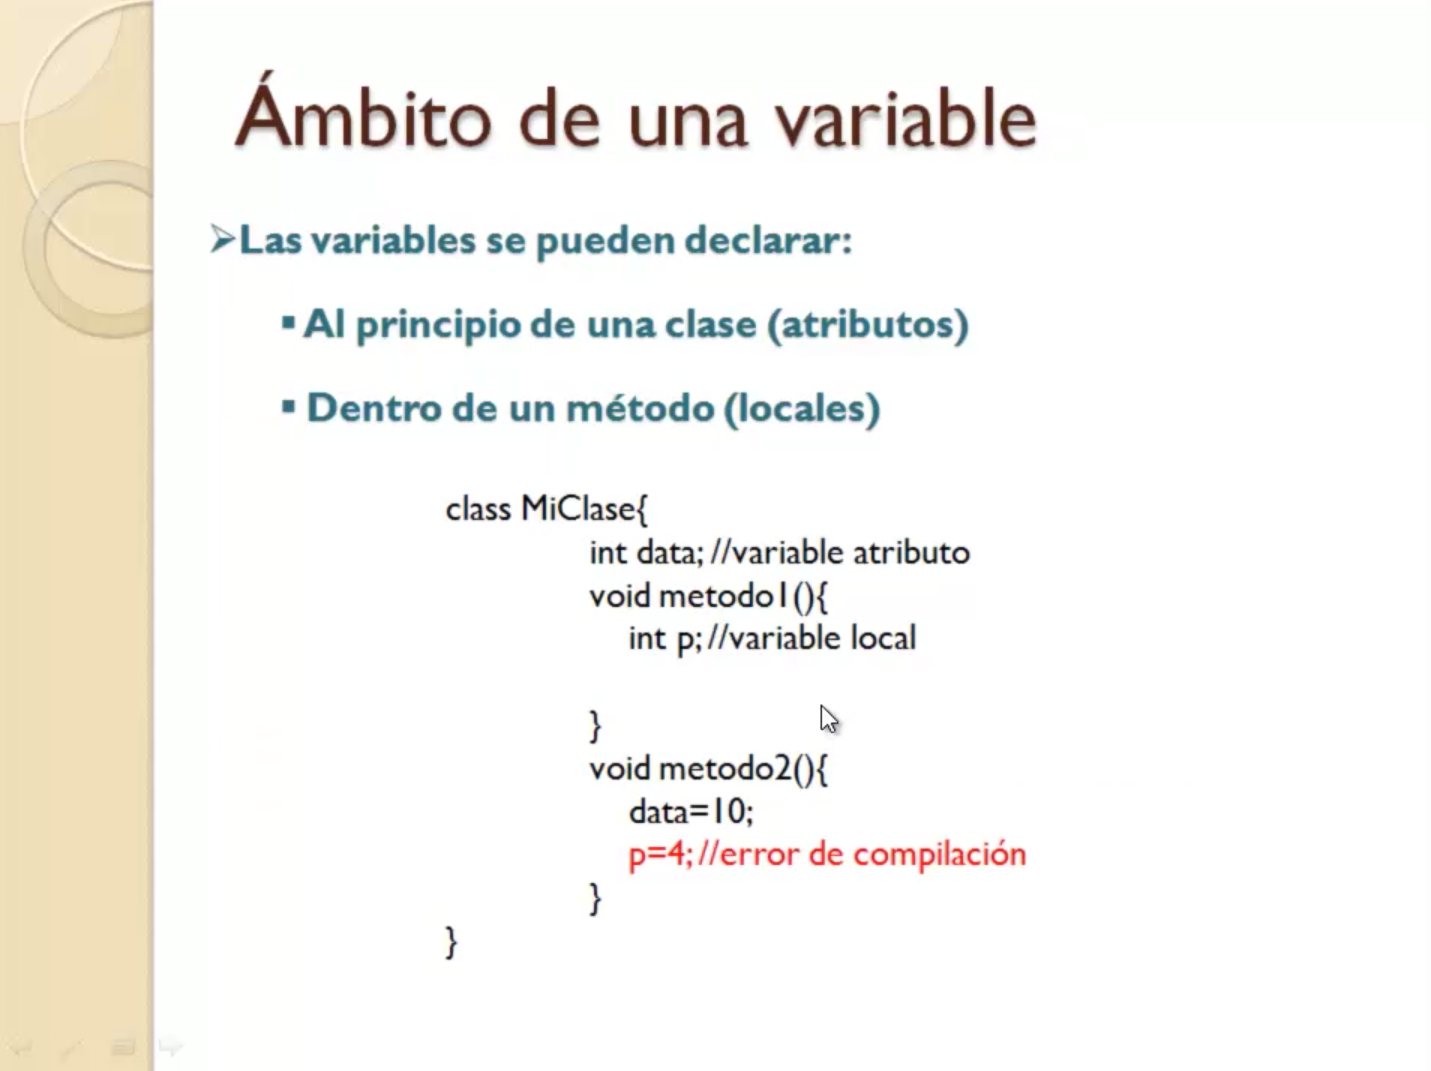 Ámbito de una variable
➢Las variables se pueden declarar:
▪ Al principio de una clase (atributos)
▪ Dentro de un método (locales)
class MiClase{
int data; //variable atributo
void metodo1(){
int p; //variable local
}
void metodo2(){
data=10;
p=4; //error de compilación
}
}